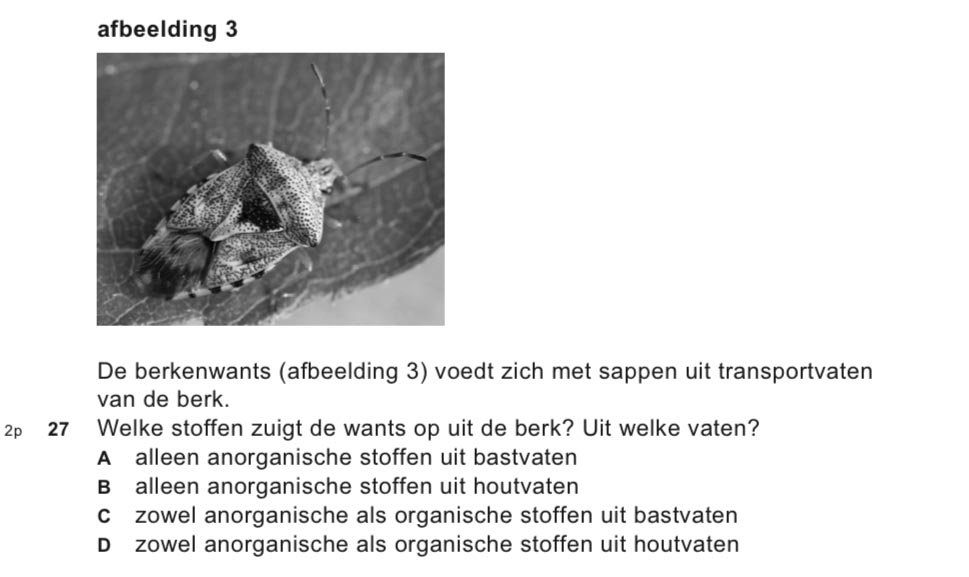 afbeelding 3
De berkenwants (afbeelding 3) voedt zich met sappen uit transportvaten
van de berk.
2p 27 Welke stoffen zuigt de wants op uit de berk? Uit welke vaten?
A alleen anorganische stoffen uit bastvaten
B alleen anorganische stoffen uit houtvaten
C zowel anorganische als organische stoffen uit bastvaten
D zowel anorganische als organische stoffen uit houtvaten